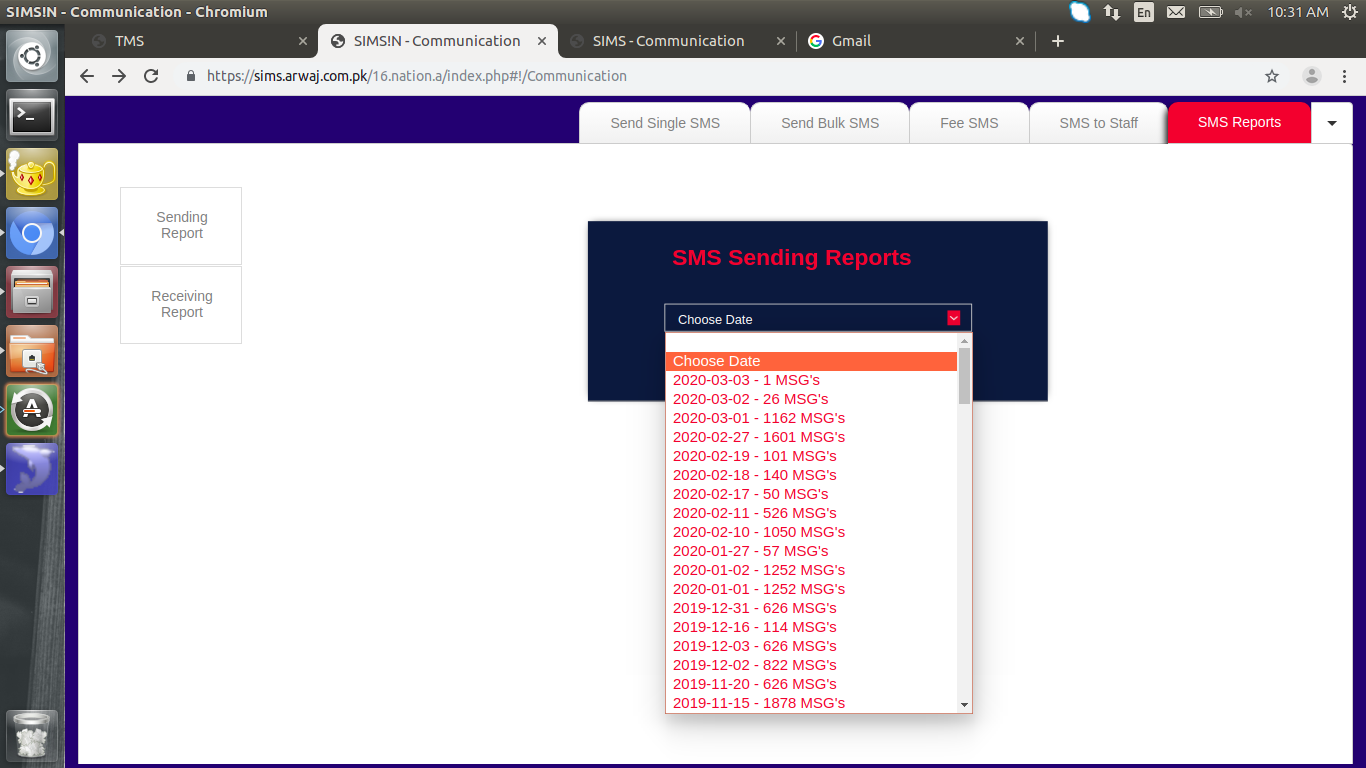 SIMS!N - Communication - Chromium
En
10:31 AM
TMS
SIMS!N - Communication
SIMS - Communication
Gmail
https://sims.arwaj.com.pk/16.nation.a/index.php#!/Communication
Send Single SMS
Send Bulk SMS
Fee SMS
SMS to Staff
SMS Reports
Sending
Report
Receiving
Report
SMS Sending Reports
Choose Date
Choose Date
2020-03-03 - 1 MSG's
2020-03-02 - 26 MSG's
2020-03-01 - 1162 MSG's
2020-02-27 - 1601 MSG's
2020-02-19 - 101 MSG's
2020-02-18 - 140 MSG's
2020-02-17 - 50 MSG's
2020-02-11 - 526 MSG's
2020-02-10 - 1050 MSG's
2020-01-27 - 57 MSG's
2020-01-02 - 1252 MSG's
2020-01-01 - 1252 MSG's
2019-12-31 - 626 MSG's
2019-12-16 - 114 MSG's
2019-12-03 - 626 MSG's
2019-12-02 - 822 MSG's
2019-11-20 - 626 MSG's
2019-11-15 - 1878 MSG's